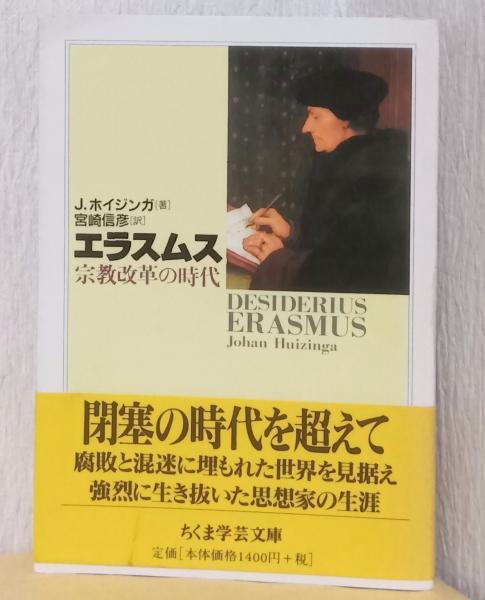 J.ホイジンガ[著]
宮崎信彦[訳]
エラスムス
宗教改革の時代
DESIDERIUS
ERASMUS
Johan Huizinga
閉塞の時代を超えて
腐敗と混迷に埋もれた世界を見据え
強烈に生き抜いた思想家の生涯
ちくま学芸文庫
定価[本体価格1400円+税]